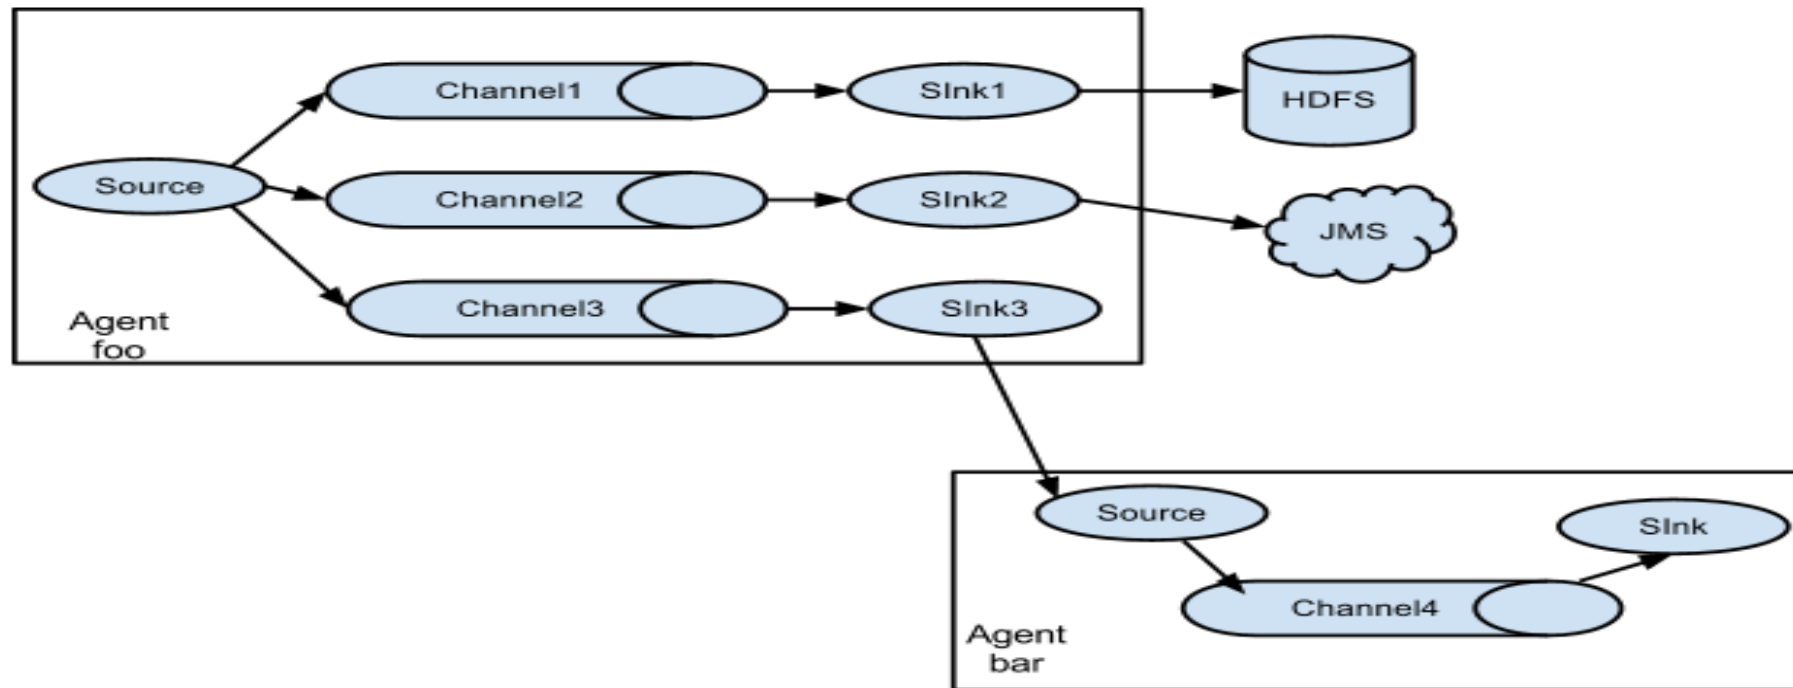 Channel1
SInk1
HDFS
Source
Channel2
SInk2
JMS
Channel3
SInk3
Agent
foo
Source
SInk
Channel4
Agent
bar